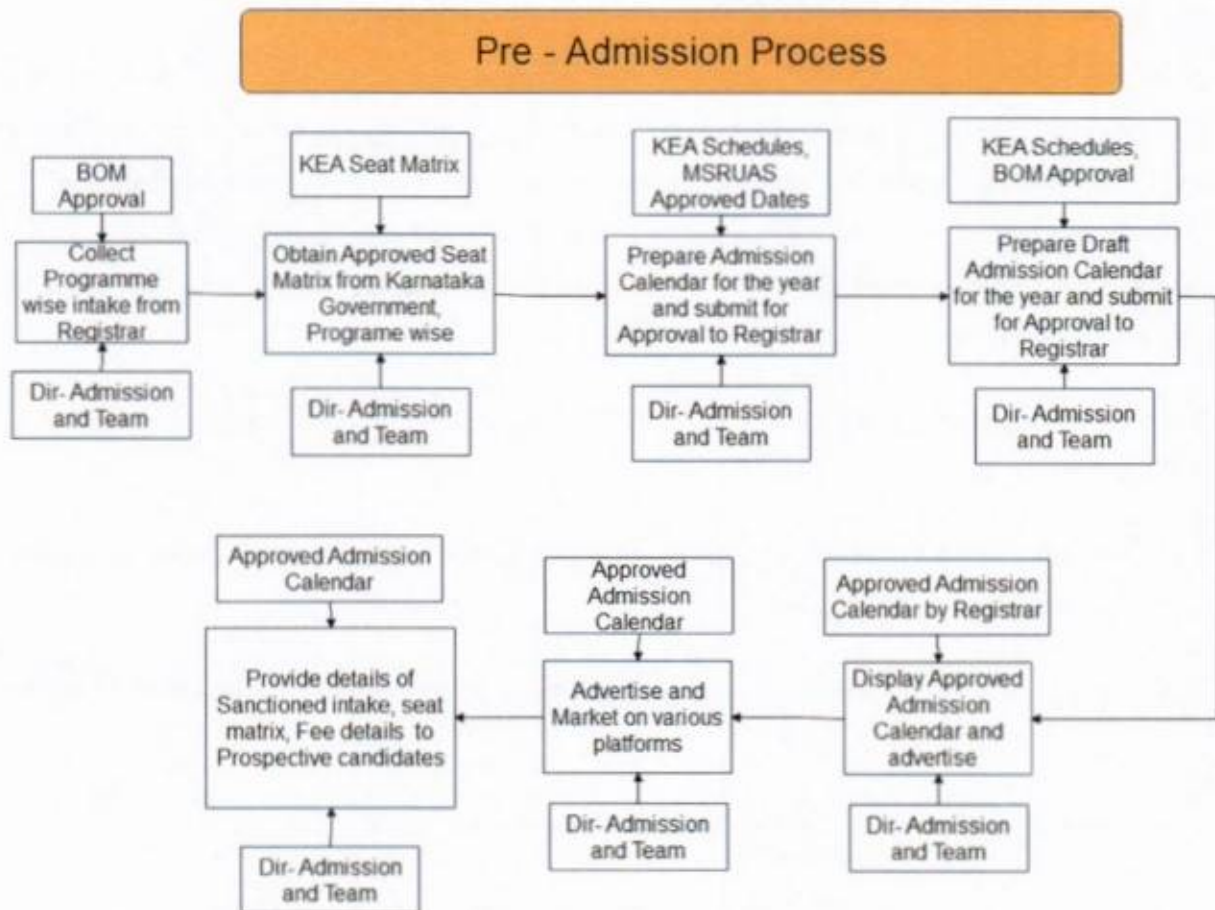 Pre - Admission Process
BOM
Approval
KEA Seat Matrix
KEA Schedules,
MSRUAS
Approved Dates
KEA Schedules,
BOM Approval
Collect
Programme
wise intake from
Registrar
Obtain Approved Seat
Matrix from Karnataka
Government,
Programe wise
Prepare Admission
Calendar for the year
and submit for
Approval to Registrar
Prepare Draft
Admission Calendar
for the year and submit
for Approval to
Registrar
Dir- Admission
and Team
Dir- Admission
and Team
Dir- Admission
and Team
Dir- Admission
and Team
Approved Admission
Calendar
Approved
Admission
Calendar
Approved Admission
Calendar by Registrar
Provide details of
Sanctioned intake, seat
matrix, Fee details to
Prospective candidates
Advertise and
Market on various
platforms
Display Approved
Admission
Calendar and
advertise
Dir- Admission
and Team
Dir- Admission
and Team
Dir- Admission
and Team